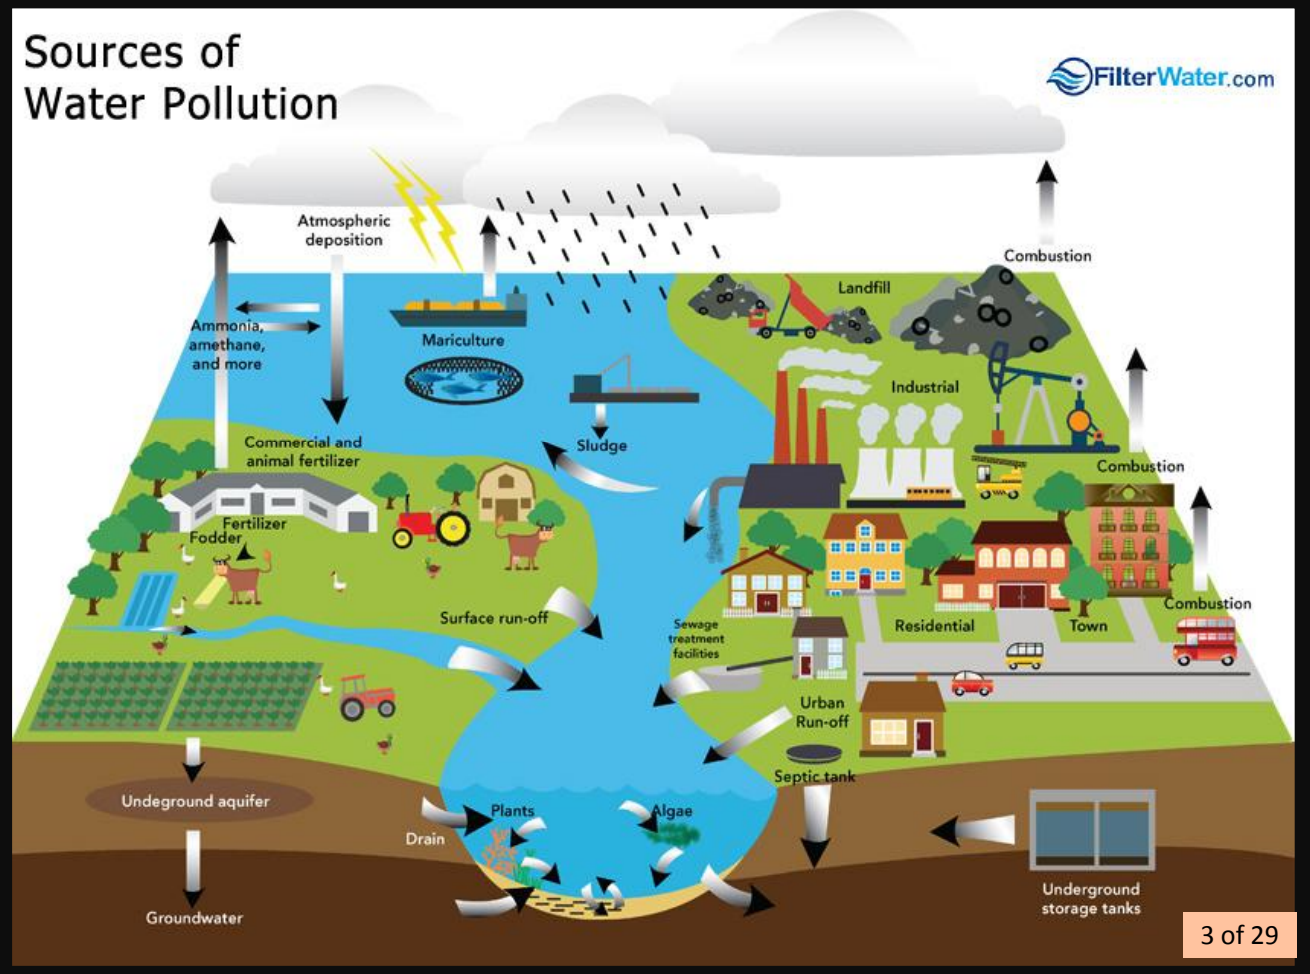 Sources of
Water Pollution
FilterWater.com
Atmospheric
deposition
Combustion
Landfill
Ammonia,
amethane,
and more
Mariculture
Industrial
Sludge
Commercial and
animal fertilizer
Combustion
Fertilizer
Fodder
Combustion
Surface run-off
Sewage
treatment
facilities
Residential
Town
Urban
Run-off
Septic tank
Undeground aquifer
Plants
Algae
Drain
Groundwater
Underground
storage tanks
3 of 29